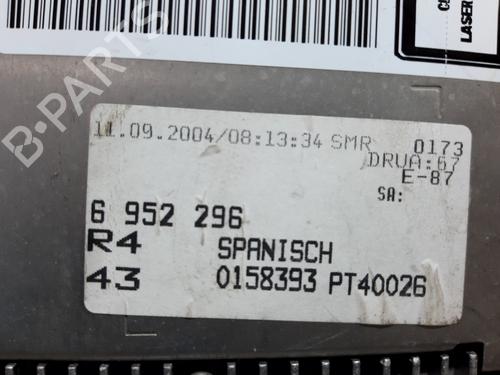 LASER
11.09.2004/08:13:34 SMR 0173
DRUA:67
E-87
SA:
6 952 296
R4 SPANISCH
43 0158393 PT40026
B-PARTS